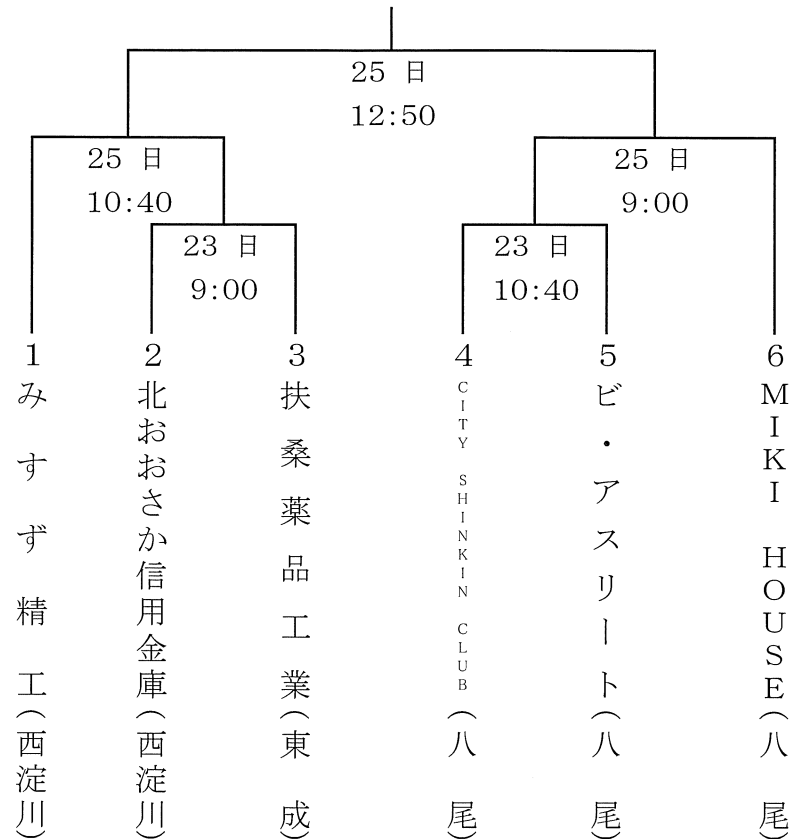 25 日
12:50
25 日
10:40
25 日
9:00
23 日
9:00
23 日
10:40
1 みすず精工(西淀川)
2 北おおさか信用金庫(西淀川)
3 扶桑薬品工業(東成)
4 CITY SHINKIN CLUB(八尾)
5 ビ・アスリート(八尾)
6 MIKI HOUSE(八尾)